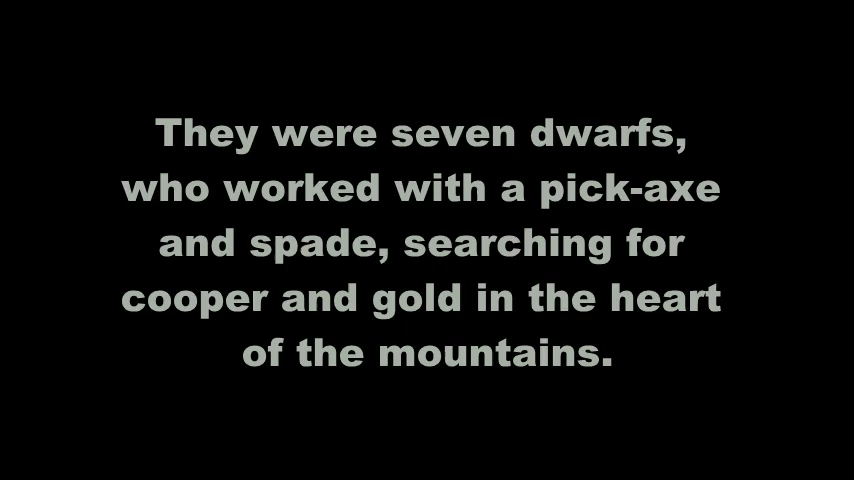 They were seven dwarfs,
who worked with a pick-axe
and spade, searching for
cooper and gold in the heart
of the mountains.